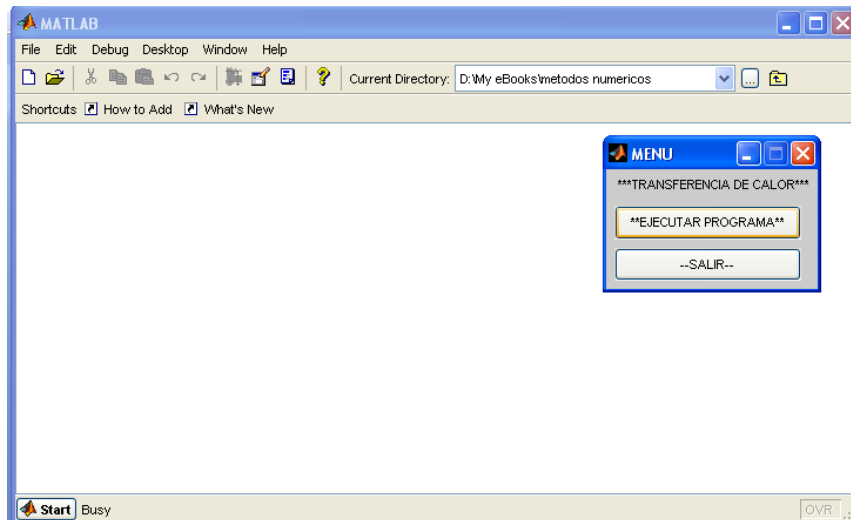 MATLAB
File Edit Debug Desktop Window Help
Current Directory: D:\My eBooks\metodos numericos ...
Shortcuts How to Add What's New
MENU
***TRANSFERENCIA DE CALOR***
**EJECUTAR PROGRAMA**
--SALIR--
Start Busy
OVR